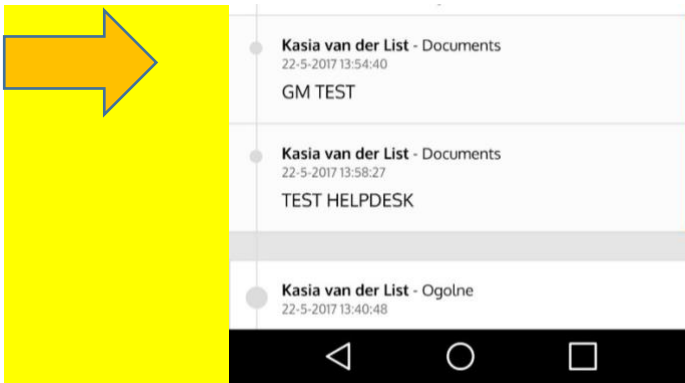 Kasia van der List - Documents
22-5-2017 13:54:40
GM TEST
Kasia van der List - Documents
22-5-2017 13:58:27
TEST HELPDESK
Kasia van der List - Ogolne
22-5-2017 13:40:48